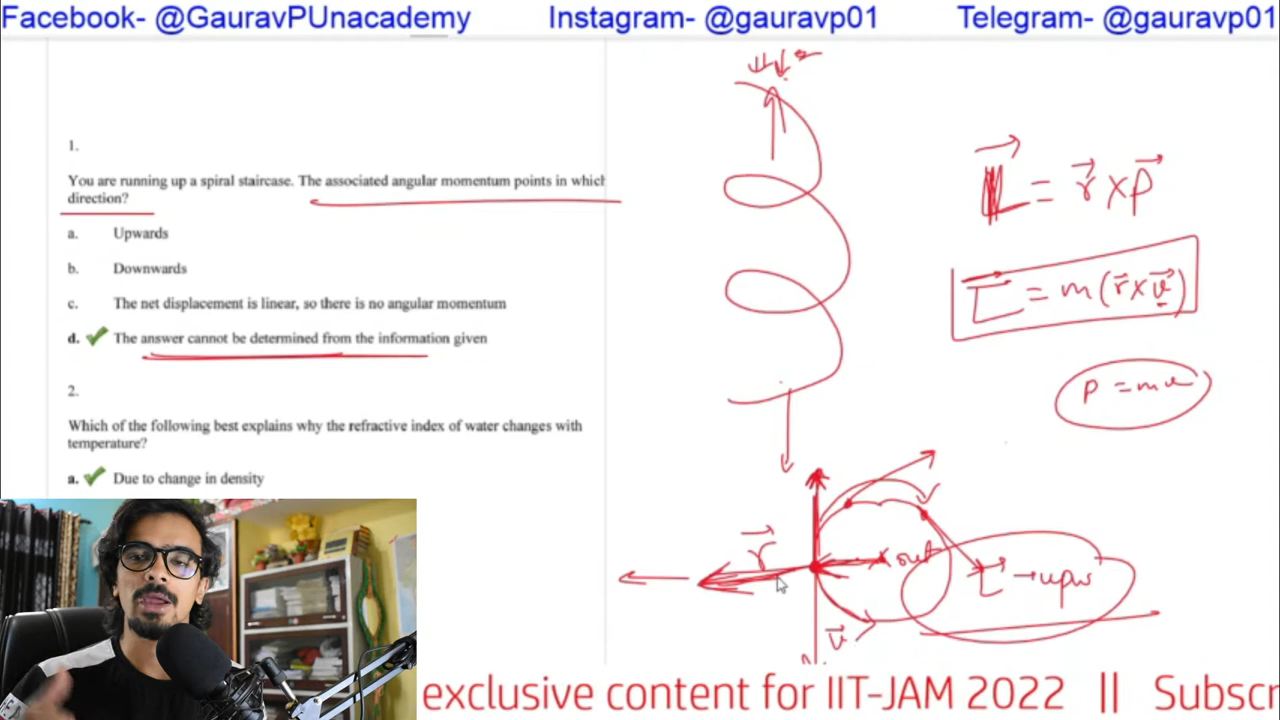 Facebook- @GauravPUnacademy Instagram- @gauravp01 Telegram- @gauravp01
1.
You are running up a spiral staircase. The associated angular momentum points in which
direction?
a. Upwards
b. Downwards
c. The net displacement is linear, so there is no angular momentum
d. The answer cannot be determined from the information given
2.
Which of the following best explains why the refractive index of water changes with
temperature?
a. Due to change in density
L = r × p
L = m(r × v)
p = mv
r
out
L → upw
v
exclusive content for IIT-JAM 2022 || Subscr